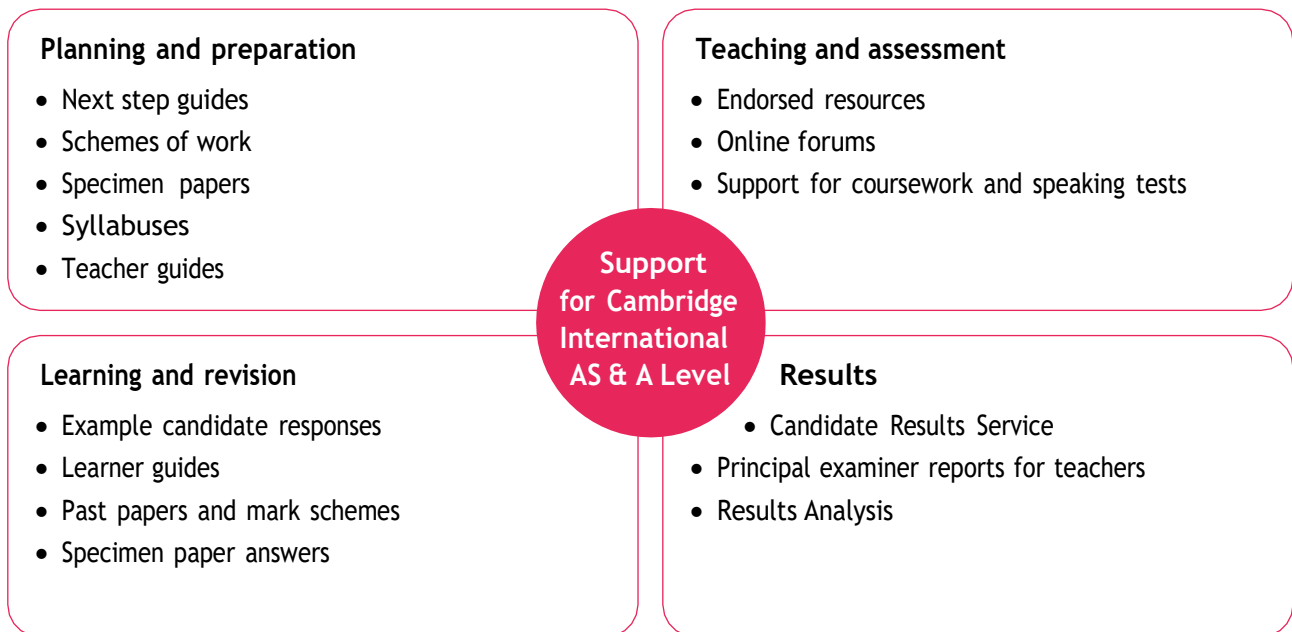 Planning and preparation
• Next step guides
• Schemes of work
• Specimen papers
• Syllabuses
• Teacher guides
Teaching and assessment
• Endorsed resources
• Online forums
• Support for coursework and speaking tests
Support
for Cambridge
International
AS & A Level
Learning and revision
• Example candidate responses
• Learner guides
• Past papers and mark schemes
• Specimen paper answers
Results
• Candidate Results Service
• Principal examiner reports for teachers
• Results Analysis